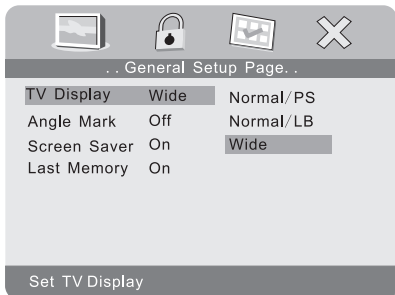 . . General Setup Page. .
TV Display Wide Normal/PS
Angle Mark Off Normal/LB
Screen Saver On Wide
Last Memory On
Set TV Display